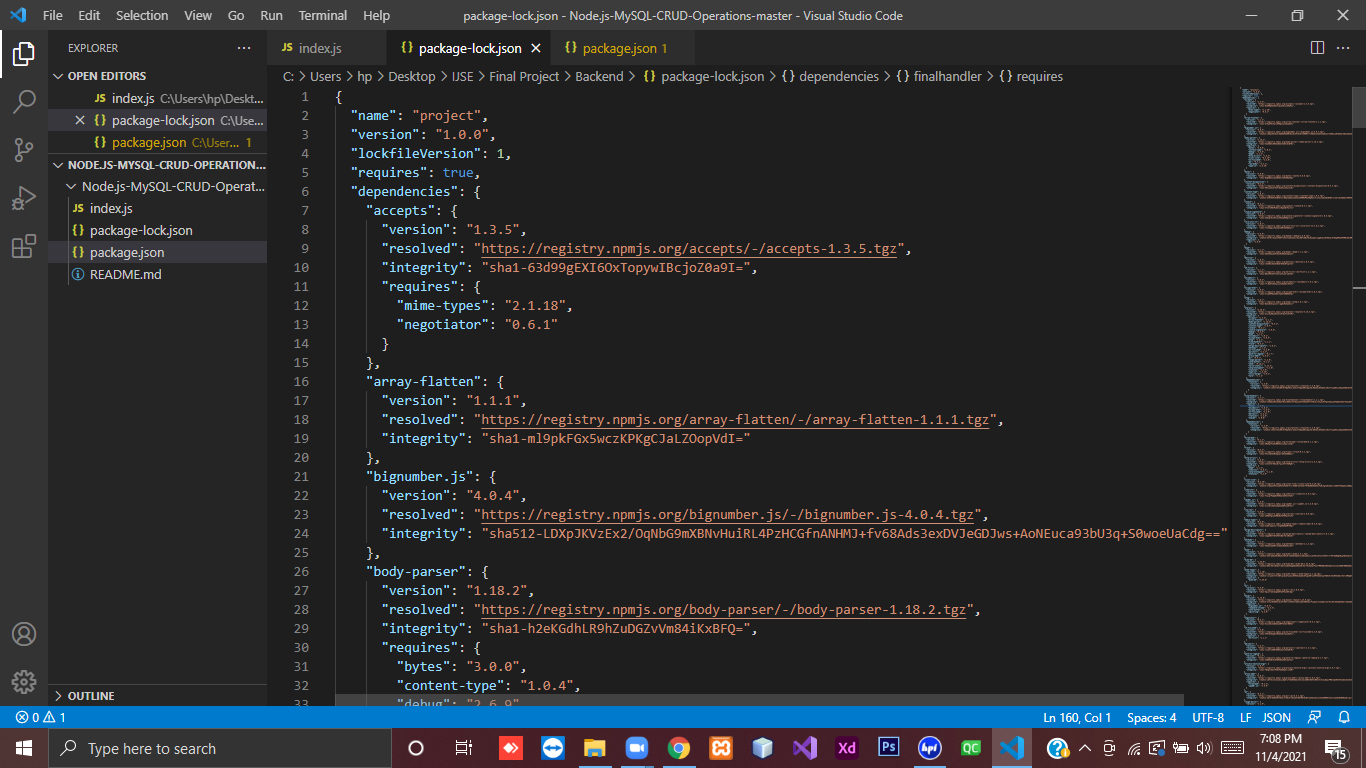 File Edit Selection View Go Run Terminal Help
package-lock.json - Node.js-MySQL-CRUD-Operations-master - Visual Studio Code
EXPLORER
OPEN EDITORS
JS index.js C:\Users\hp\Deskt...
{} package-lock.json C:\Use...
{} package.json C:\User... 1
NODE.JS-MYSQL-CRUD-OPERATION...
Node.js-MySQL-CRUD-Operat...
JS index.js
{} package-lock.json
{} package.json
README.md
OUTLINE
JS index.js
{} package-lock.json
{} package.json 1
C: > Users > hp > Desktop > IJSE > Final Project > Backend > {} package-lock.json > {} dependencies > {} finalhandler > {} requires
1 {
2 "name": "project",
3 "version": "1.0.0",
4 "lockfileVersion": 1,
5 "requires": true,
6 "dependencies": {
7 "accepts": {
8 "version": "1.3.5",
9 "resolved": "https://registry.npmjs.org/accepts/-/accepts-1.3.5.tgz",
10 "integrity": "sha1-63d99gEXI6OxTopywIBcjoZ0a9I=",
11 "requires": {
12 "mime-types": "2.1.18",
13 "negotiator": "0.6.1"
14 }
15 },
16 "array-flatten": {
17 "version": "1.1.1",
18 "resolved": "https://registry.npmjs.org/array-flatten/-/array-flatten-1.1.1.tgz",
19 "integrity": "sha1-ml9pkFGx5wczKPKgCJaLZOopVdI="
20 },
21 "bignumber.js": {
22 "version": "4.0.4",
23 "resolved": "https://registry.npmjs.org/bignumber.js/-/bignumber.js-4.0.4.tgz",
24 "integrity": "sha512-LDXpJKVzEx2/OqNbG9mXBNvHuiRL4PzHCGfnANHMJ+fv68Ads3exDVJeGDJws+AoNEuca93bU3q+S0woeUaCdg=="
25 },
26 "body-parser": {
27 "version": "1.18.2",
28 "resolved": "https://registry.npmjs.org/body-parser/-/body-parser-1.18.2.tgz",
29 "integrity": "sha1-h2eKGdhLR9hZuDGZvVm84iKxBFQ=",
30 "requires": {
31 "bytes": "3.0.0",
32 "content-type": "1.0.4",
33 "debug": "2.6.9"
0 1
Ln 160, Col 1 Spaces: 4 UTF-8 LF JSON
Type here to search
Xd
Ps
hpi
QC
7:08 PM
11/4/2021
15